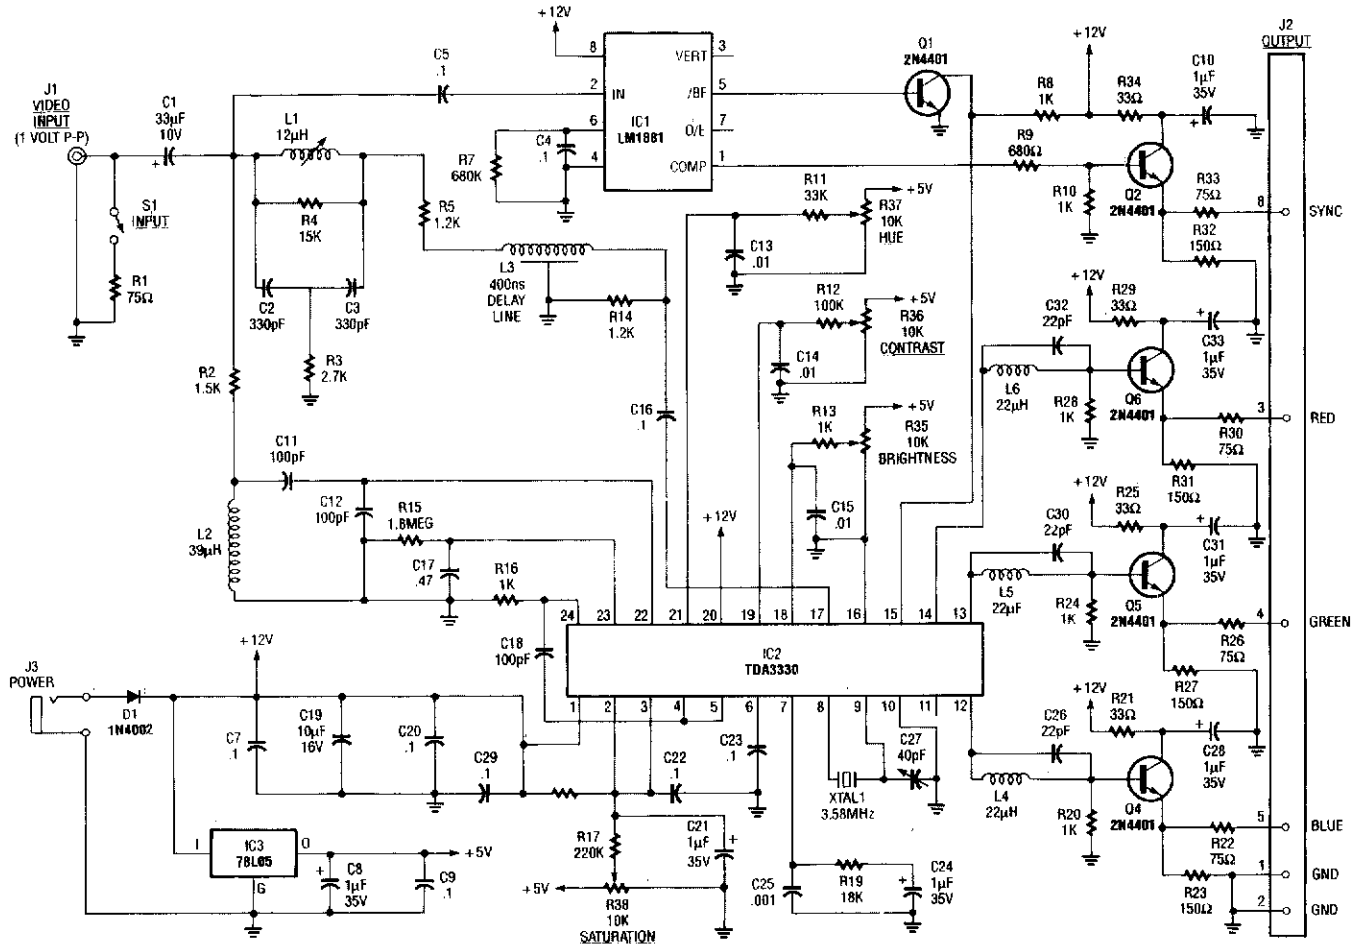 J1
VIDEO
INPUT
(1 VOLT P-P)
C1
33µF
10V
+
S1
INPUT
R1
75Ω
L1
12µH
R4
15K
C2
330pF
C3
330pF
R3
2.7K
R2
1.5K
C5
.1
+12V
8
VERT
3
2
IN
/BF
5
6
O/E
7
4
COMP
1
IC1
LM1881
R7
680K
C4
.1
R5
1.2K
L3
400ns
DELAY
LINE
R14
1.2K
Q1
2N4401
+12V
R8
1K
R34
33Ω
C10
1µF
35V
+
R9
680Ω
R10
1K
Q2
2N4401
R33
75Ω
R32
150Ω
J2
OUTPUT
8
SYNC
R11
33K
+5V
R37
10K
HUE
C13
.01
R12
100K
+5V
R36
10K
CONTRAST
C14
.01
R13
1K
+5V
R35
10K
BRIGHTNESS
C15
.01
C16
.1
+12V
C32
22pF
+12V
R29
33Ω
+
C33
1µF
35V
L6
22µH
R28
1K
Q6
2N4401
3
RED
R30
75Ω
R31
150Ω
C11
100pF
C12
100pF
R15
1.8MEG
L2
39µH
C17
.47
R16
1K
C30
22pF
+12V
R25
33Ω
+
C31
1µF
35V
L5
22µF
R24
1K
Q5
2N4401
4
GREEN
R26
75Ω
R27
150Ω
24
23
22
21
20
19
18
17
16
15
14
13
IC2
TDA3330
1
2
3
4
5
6
7
8
9
10
11
12
C18
100pF
J3
POWER
D1
1N4002
+12V
C7
.1
C19
10µF
16V
C20
.1
C29
.1
C22
.1
C23
.1
C27
40pF
XTAL1
3.58MHz
C26
22pF
+12V
R21
33Ω
+
C28
1µF
35V
L4
22µH
R20
1K
Q4
2N4401
5
BLUE
R22
75Ω
R23
150Ω
1
GND
2
GND
I
IC3
78L05
O
G
+
C8
1µF
35V
C9
.1
+5V
R17
220K
C21
1µF
35V
+
+5V
R38
10K
SATURATION
C25
.001
R19
18K
+
C24
1µF
35V